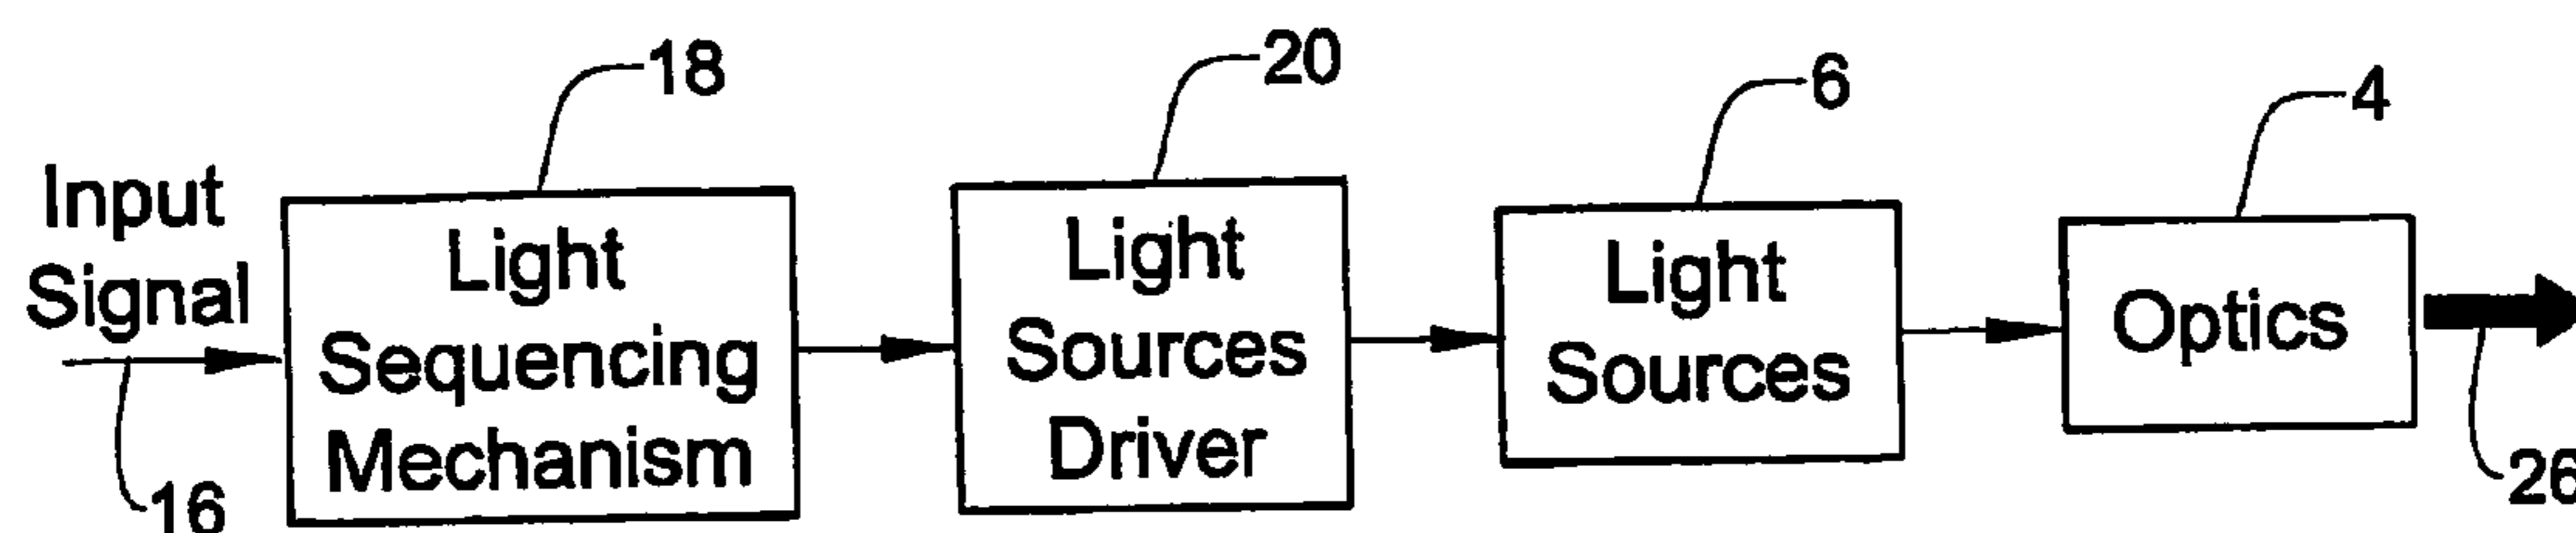 18
20
6
4
Input
Signal
Light
Sequencing
Mechanism
Light
Sources
Driver
Light
Sources
Optics
16
26